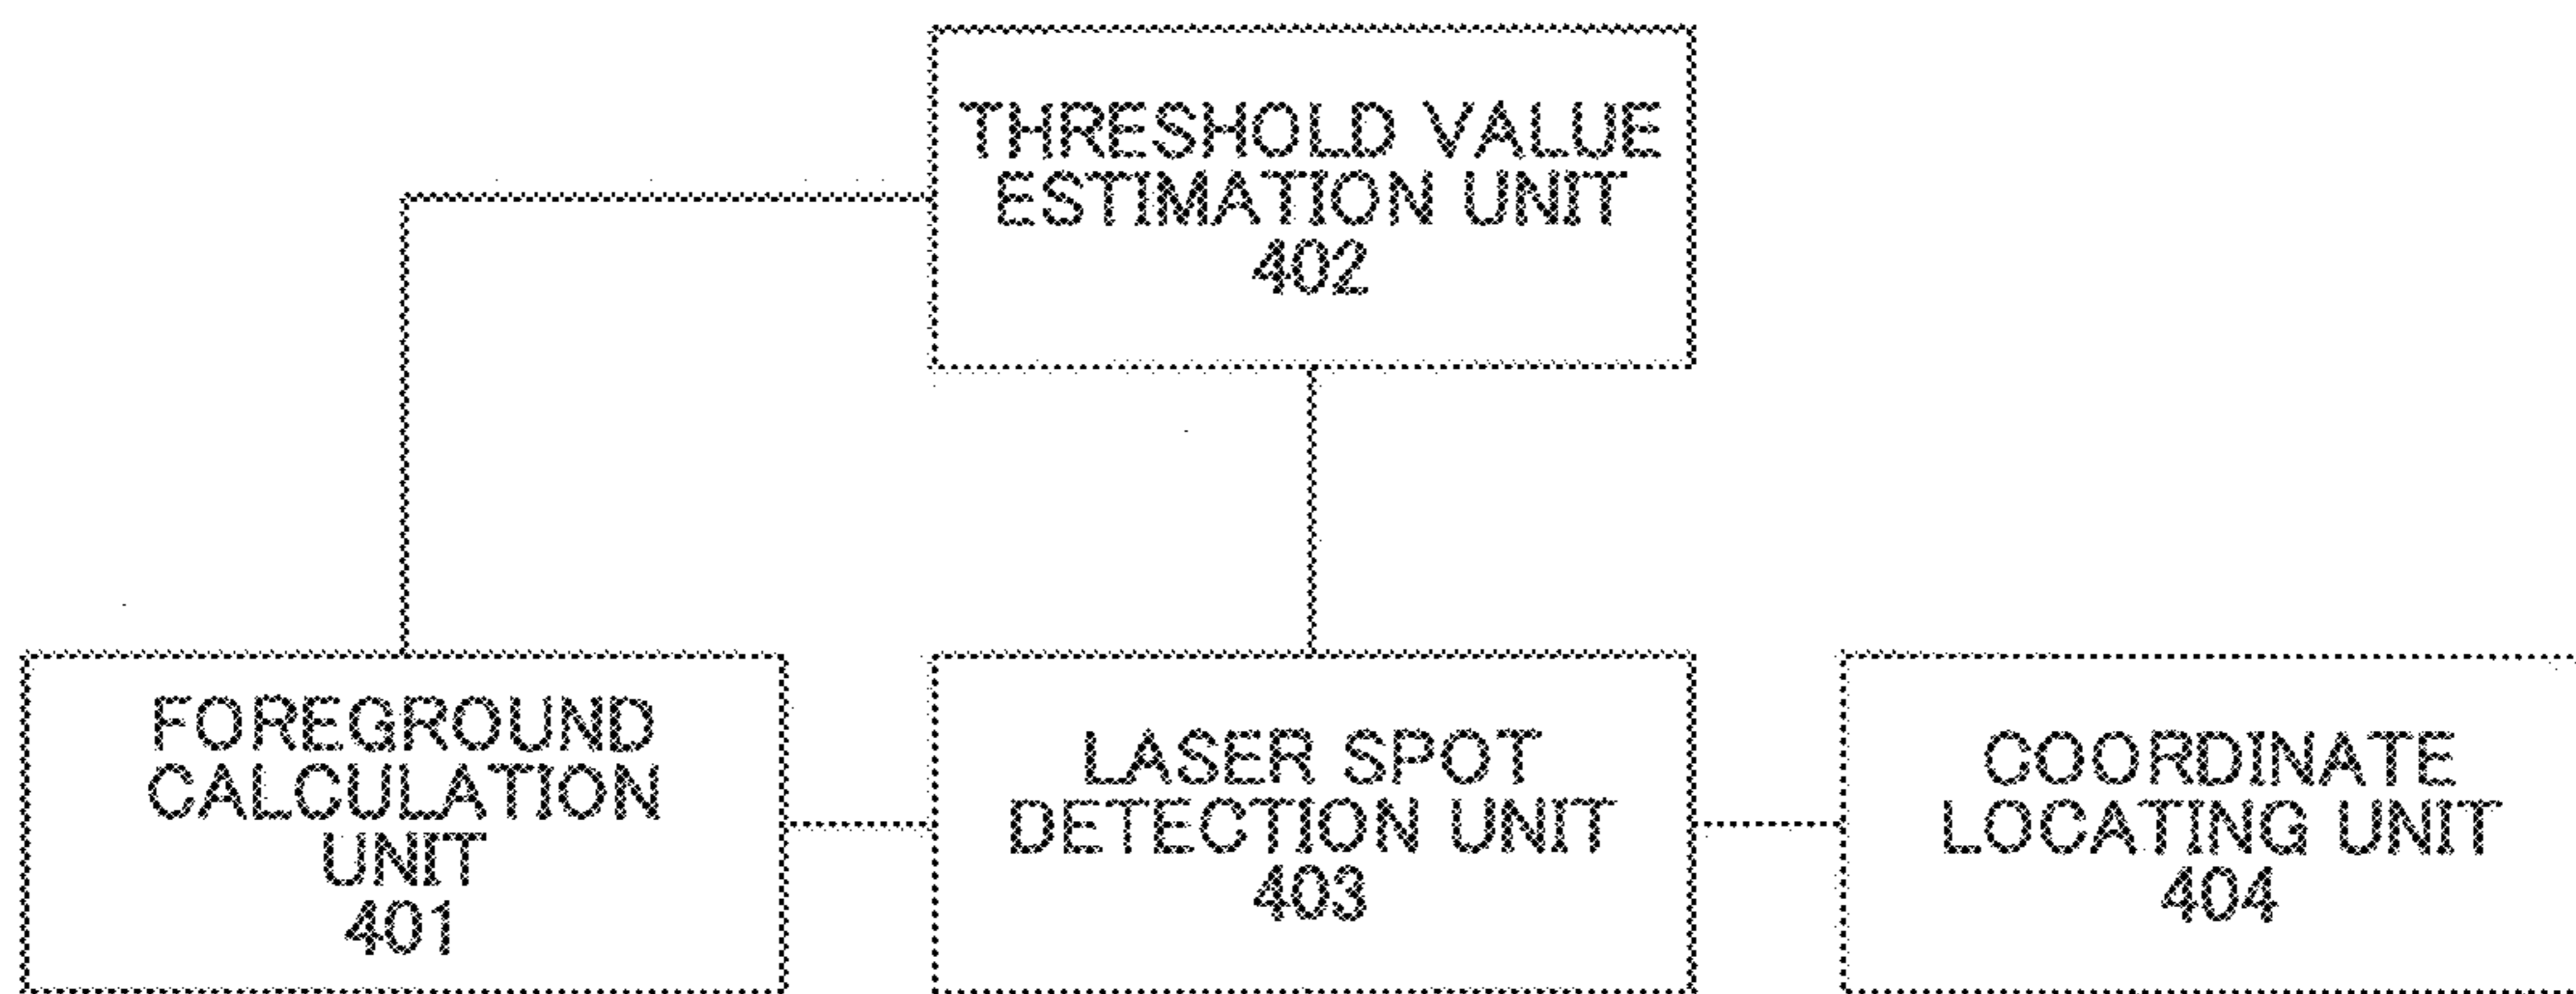 THRESHOLD VALUE
ESTIMATION UNIT
402
FOREGROUND
CALCULATION
UNIT
401
LASER SPOT
DETECTION UNIT
403
COORDINATE
LOCATING UNIT
404